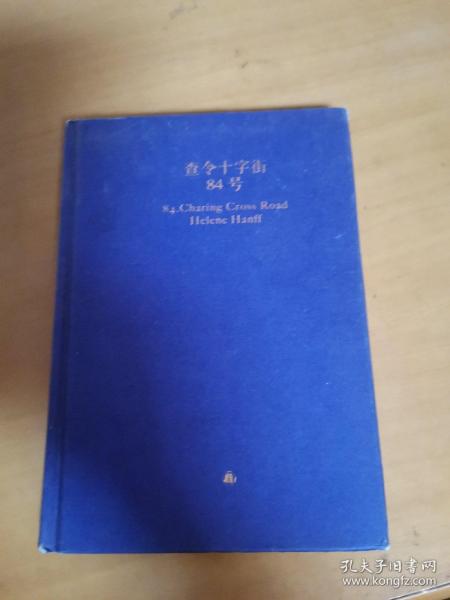 查令十字街
84号
84, Charing Cross Road
Helene Hanff
孔夫子旧书网
www.kongfz.com